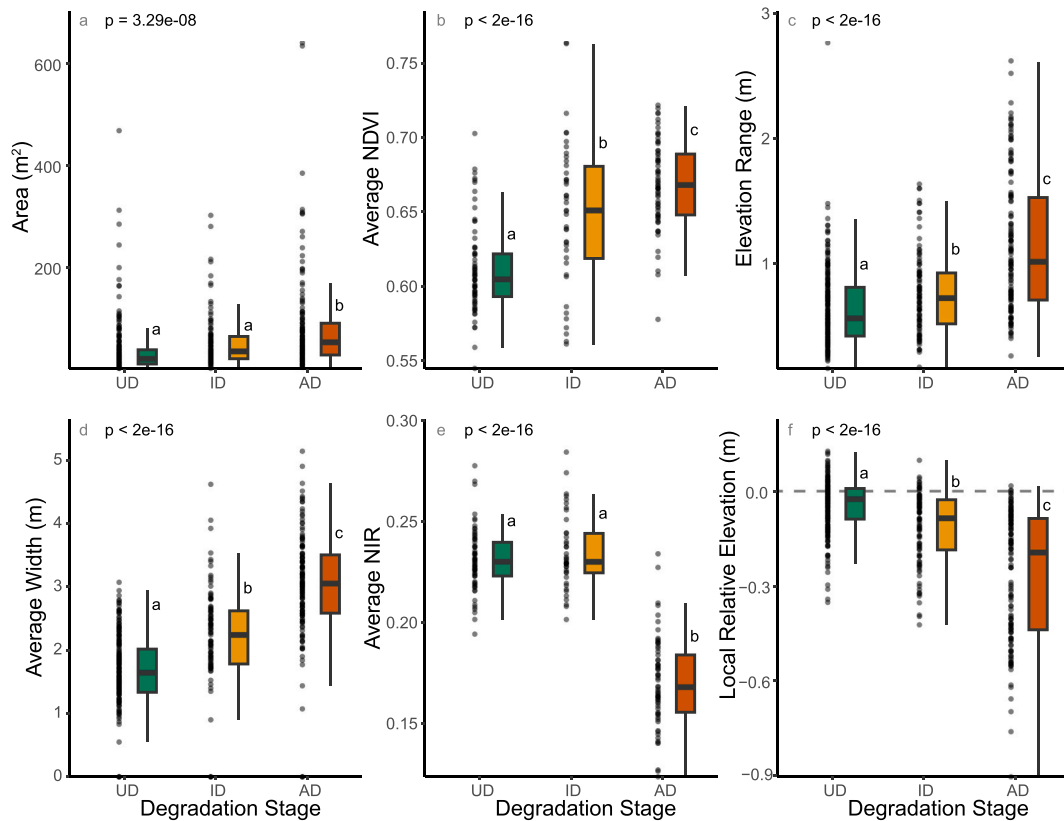 a p = 3.29e-08
Area (m²)
600
400
200
a
a
b
UD ID AD
b p < 2e-16
Average NDVI
0.75
0.70
0.65
0.60
0.55
a
b
c
UD ID AD
c p < 2e-16
Elevation Range (m)
3
2
1
a
b
c
UD ID AD
d p < 2e-16
Average Width (m)
5
4
3
2
1
0
a
b
c
UD ID AD
Degradation Stage
e p < 2e-16
Average NIR
0.30
0.25
0.20
0.15
a
a
b
UD ID AD
Degradation Stage
f p < 2e-16
Local Relative Elevation (m)
0.0
−0.3
−0.6
−0.9
a
b
c
UD ID AD
Degradation Stage